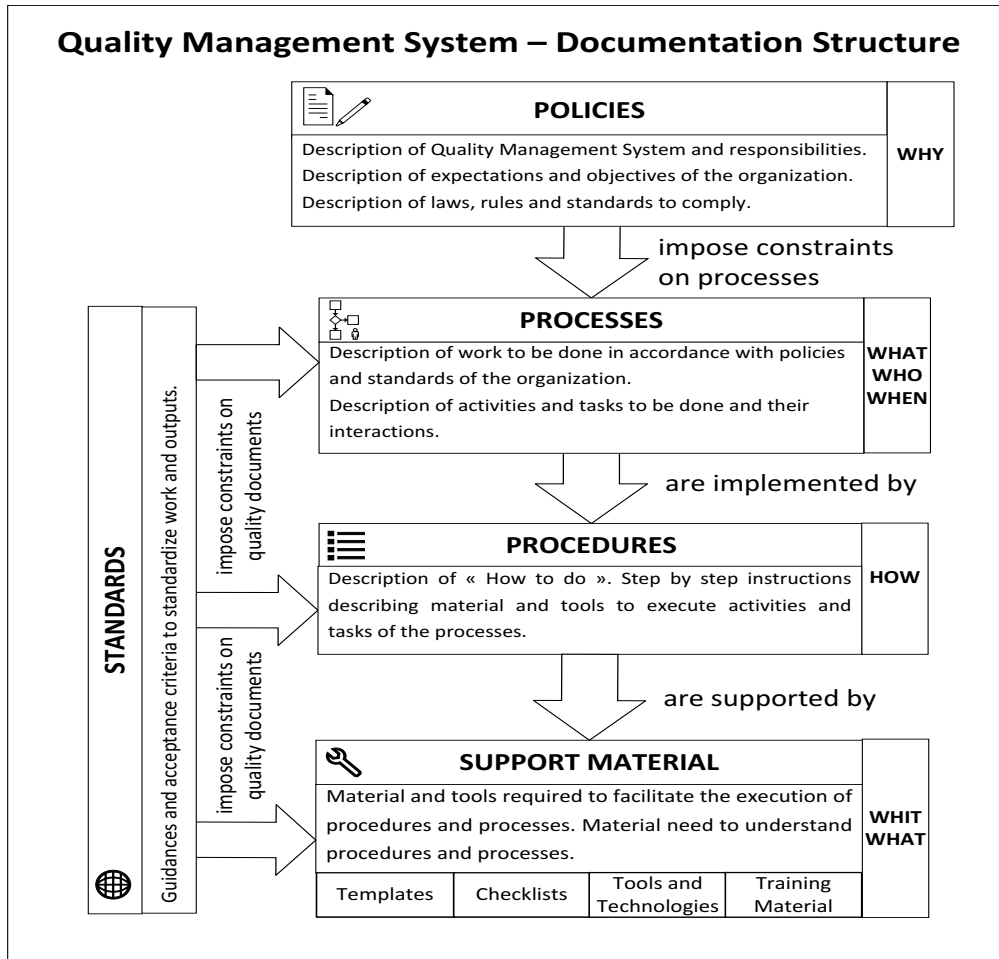 Quality Management System – Documentation Structure
POLICIES
Description of Quality Management System and responsibilities.
Description of expectations and objectives of the organization.
Description of laws, rules and standards to comply.
WHY
impose constraints
on processes
PROCESSES
Description of work to be done in accordance with policies
and standards of the organization.
Description of activities and tasks to be done and their
interactions.
WHAT
WHO
WHEN
are implemented by
PROCEDURES
Description of « How to do ». Step by step instructions
describing material and tools to execute activities and
tasks of the processes.
HOW
are supported by
SUPPORT MATERIAL
Material and tools required to facilitate the execution of
procedures and processes. Material need to understand
procedures and processes.
WHIT
WHAT
Templates
Checklists
Tools and
Technologies
Training
Material
STANDARDS
Guidances and acceptance criteria to standardize work and outputs.
impose constraints on
quality documents
impose constraints on
quality documents